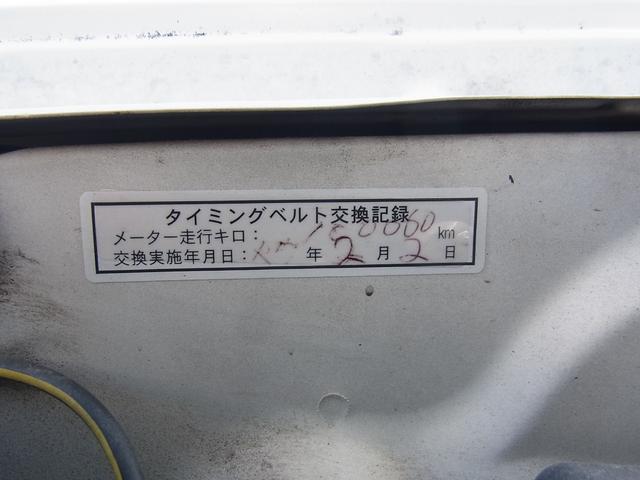 タイミングベルト交換記録
メーター走行キロ： km
交換実施年月日： 年 2 月 2 日